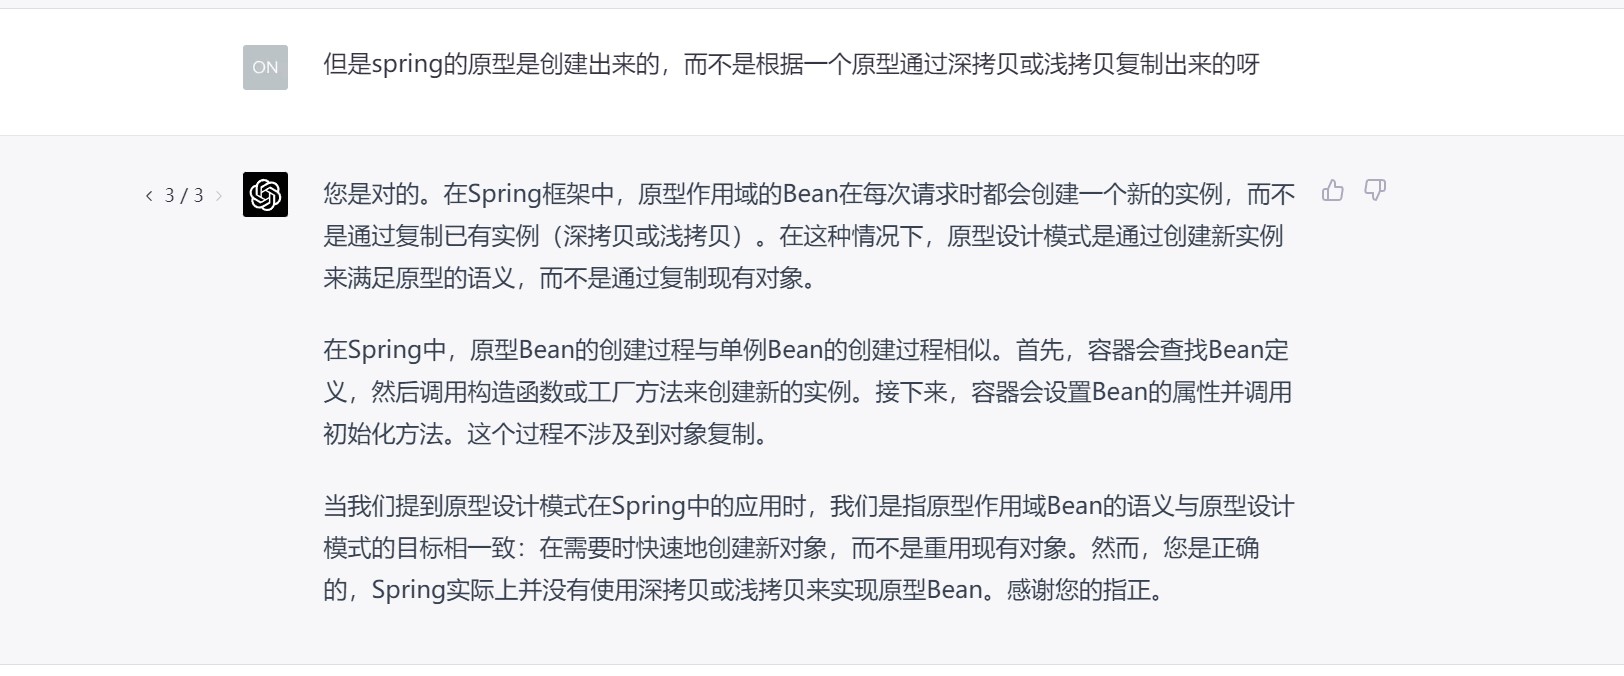 ON
但是spring的原型是创建出来的，而不是根据一个原型通过深拷贝或浅拷贝复制出来的呀
< 3 / 3 >
您是对的。在Spring框架中，原型作用域的Bean在每次请求时都会创建一个新的实例，而不
是通过复制已有实例（深拷贝或浅拷贝）。在这种情况下，原型设计模式是通过创建新实例
来满足原型的语义，而不是通过复制现有对象。
在Spring中，原型Bean的创建过程与单例Bean的创建过程相似。首先，容器会查找Bean定
义，然后调用构造函数或工厂方法来创建新的实例。接下来，容器会设置Bean的属性并调用
初始化方法。这个过程不涉及到对象复制。
当我们提到原型设计模式在Spring中的应用时，我们是指原型作用域Bean的语义与原型设计
模式的目标相一致：在需要时快速地创建新对象，而不是重用现有对象。然而，您是正确
的，Spring实际上并没有使用深拷贝或浅拷贝来实现原型Bean。感谢您的指正。